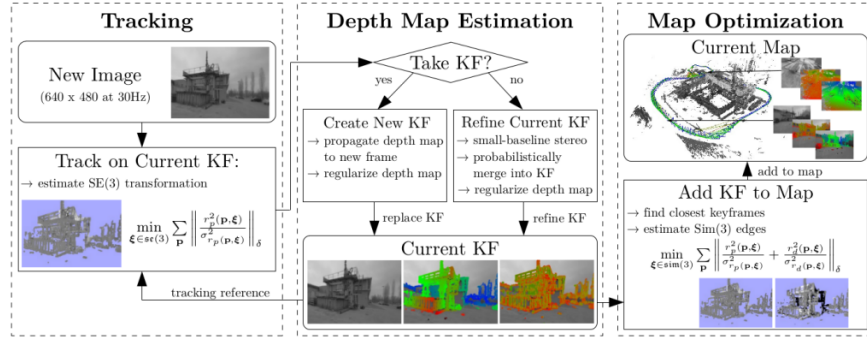 Tracking
New Image
(640 x 480 at 30Hz)
Track on Current KF:
→ estimate SE(3) transformation
min ξ∈𝔰𝔢(3) ∑ p ‖ r²p(p,ξ) / σ²rp(p,ξ) ‖δ
Depth Map Estimation
Take KF?
yes
no
Create New KF
→ propagate depth map
to new frame
→ regularize depth map
Refine Current KF
→ small-baseline stereo
→ probabilistically
merge into KF
→ regularize depth map
replace KF
refine KF
Current KF
tracking reference
Map Optimization
Current Map
add to map
Add KF to Map
→ find closest keyframes
→ estimate Sim(3) edges
min ξ∈𝔰𝔦𝔪(3) ∑ p ‖ r²p(p,ξ) / σ²rp(p,ξ) + r²d(p,ξ) / σ²rd(p,ξ) ‖δ